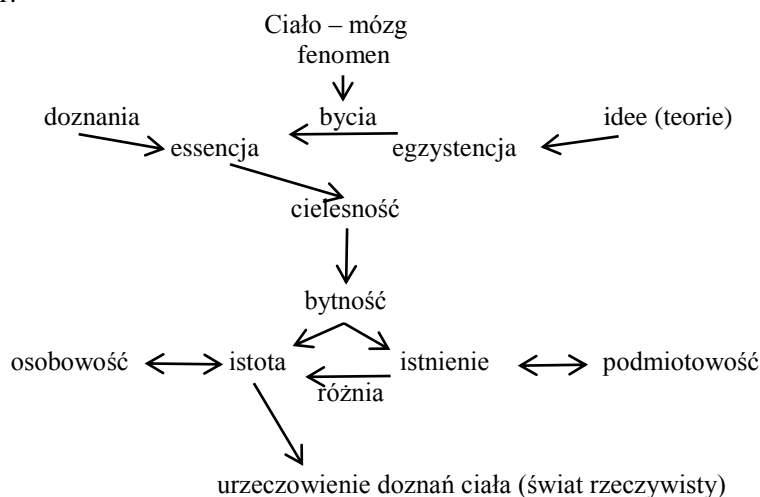 Ciało – mózg
fenomen
doznania bycia idee (teorie)
essencja egzystencja
cielesność
bytność
osobowość istota istnienie podmiotowość
różnia
urzeczowienie doznań ciała (świat rzeczywisty)